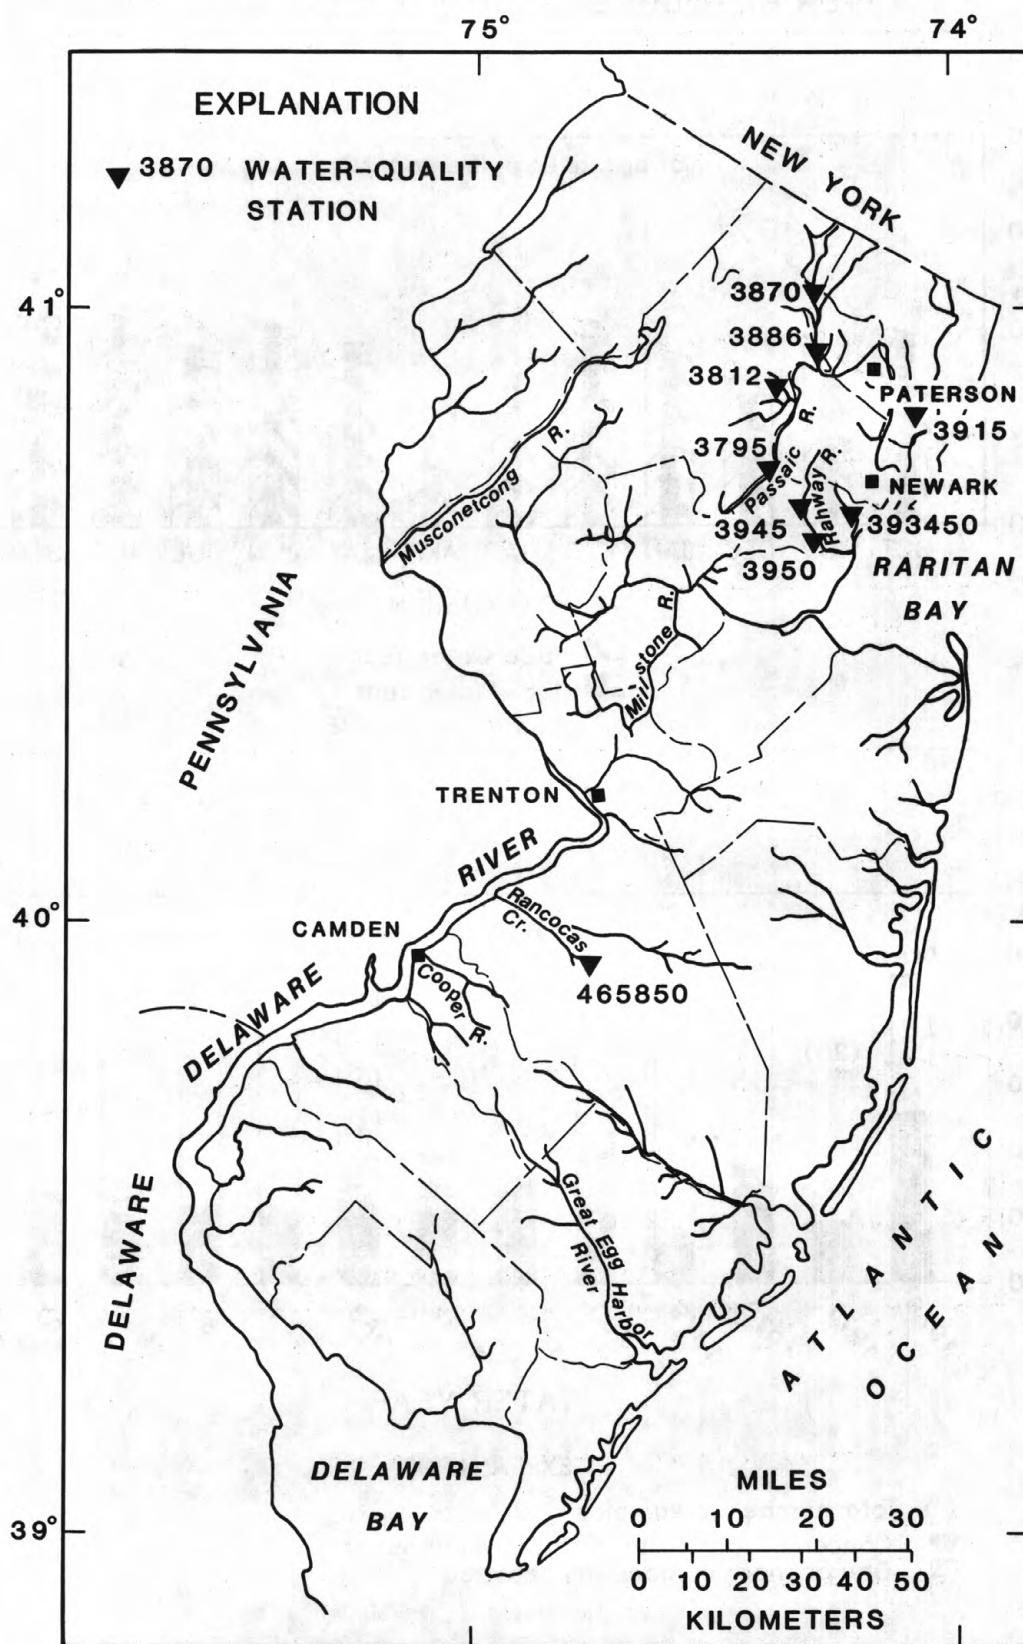 75°
74°
EXPLANATION
3870 WATER-QUALITY
STATION
NEW YORK
41°
3870
3886
3812
PATERSON
3915
3795
Passaic R.
Rahway R.
NEWARK
3945
393450
3950
RARITAN
BAY
Musconetcong R.
Millstone R.
PENNSYLVANIA
TRENTON
DELAWARE RIVER
40°
CAMDEN
Rancocas
Cr.
465850
Cooper R.
DELAWARE
Great Egg Harbor
River
ATLANTIC
OCEAN
DELAWARE
BAY
39°
MILES
0 10 20 30
0 10 20 30 40 50
KILOMETERS